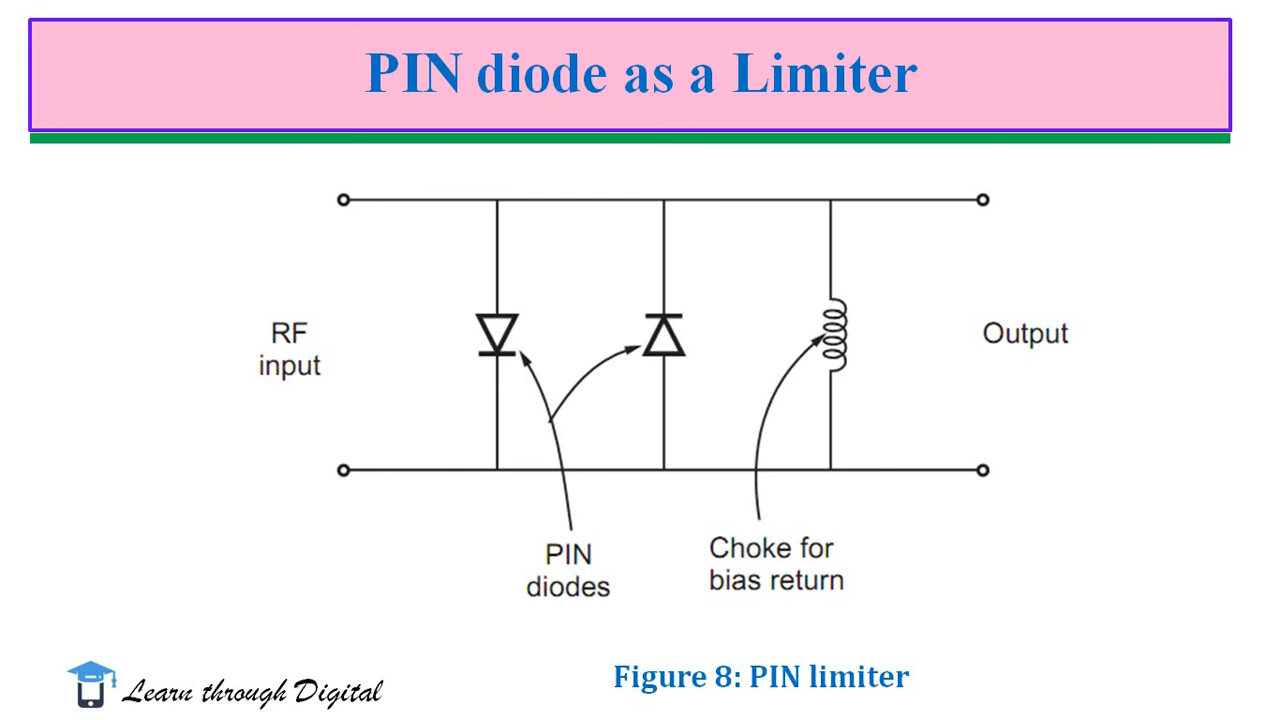 PIN diode as a Limiter
RF
input
Output
PIN
diodes
Choke for
bias return
Learn through Digital
Figure 8: PIN limiter